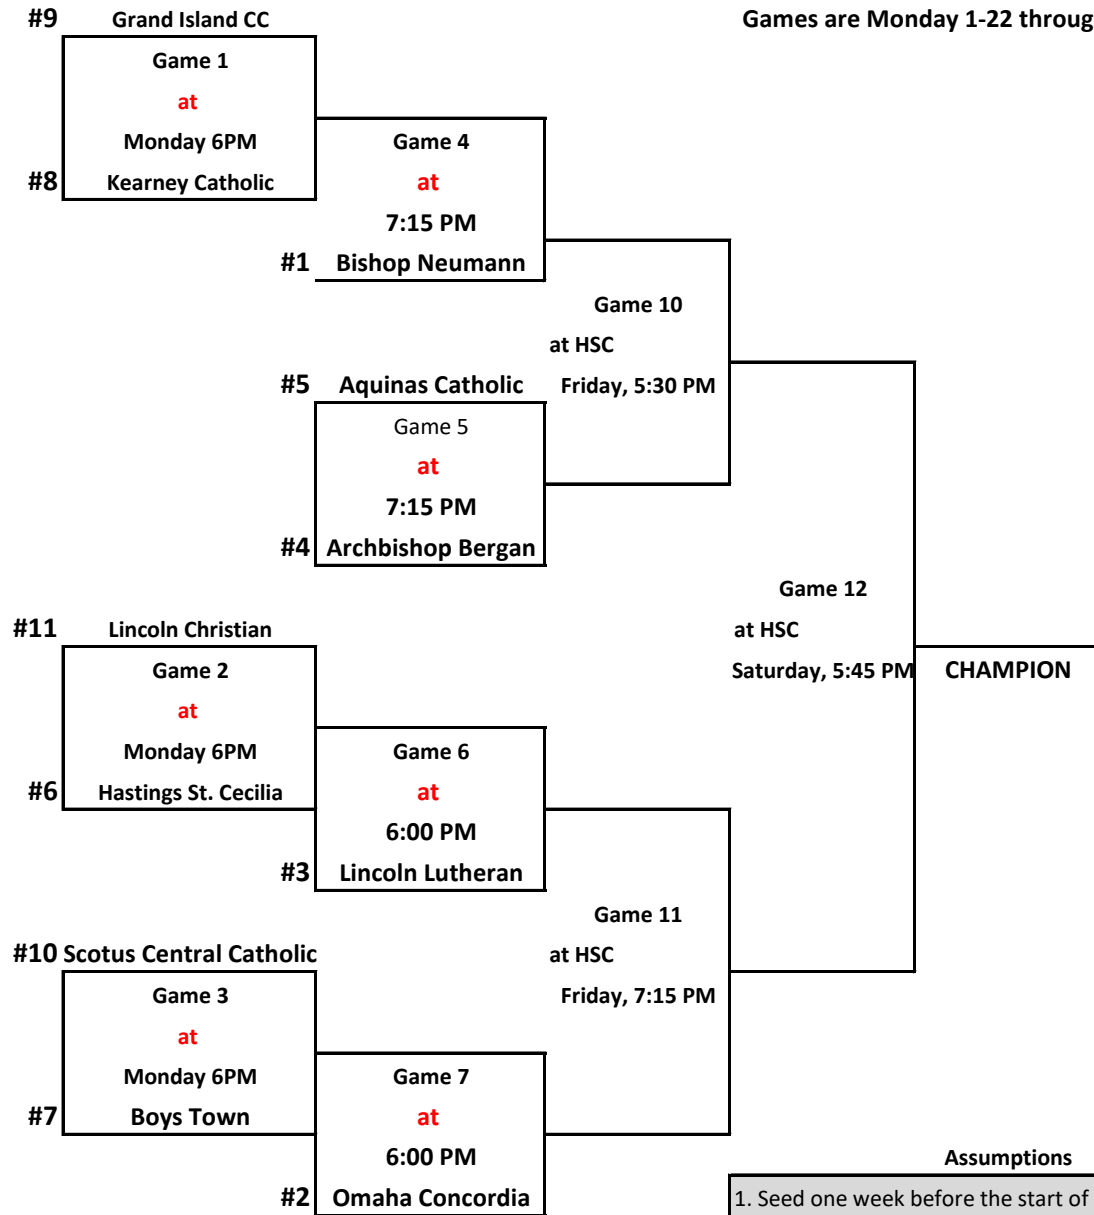 #9 Grand Island CC
Games are Monday 1-22 throug
Game 1
at
Monday 6PM
#8 Kearney Catholic
Game 4
at
7:15 PM
#1 Bishop Neumann
Game 10
at HSC
Friday, 5:30 PM
#5 Aquinas Catholic
Game 5
at
7:15 PM
#4 Archbishop Bergan
Game 12
at HSC
Saturday, 5:45 PM
CHAMPION
#11 Lincoln Christian
Game 2
at
Monday 6PM
#6 Hastings St. Cecilia
Game 6
at
6:00 PM
#3 Lincoln Lutheran
Game 11
at HSC
Friday, 7:15 PM
#10 Scotus Central Catholic
Game 3
at
Monday 6PM
#7 Boys Town
Game 7
at
6:00 PM
#2 Omaha Concordia
Assumptions
1. Seed one week before the start of